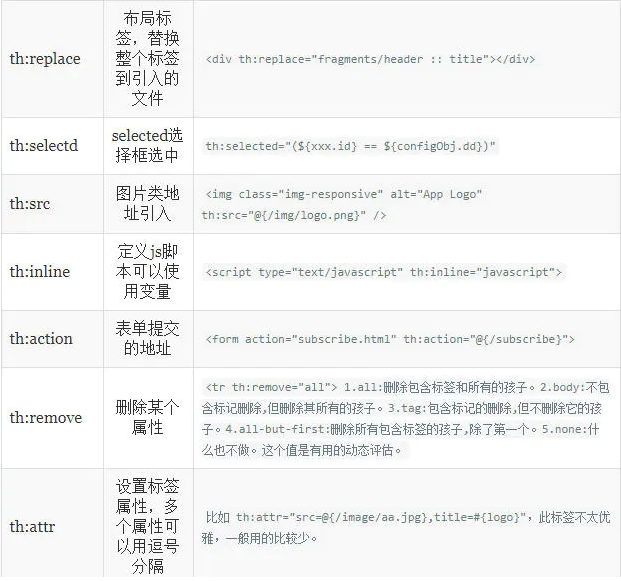 th:replace
布局标
签，替换
整个标签
到引入的
文件
<div th:replace="fragments/header :: title"></div>
th:selectd
selected选
择框选中
th:selected="(${xxx.id} == ${configObj.dd})"
th:src
图片类地
址引入
<img class="img-responsive" alt="App Logo"
th:src="@{/img/logo.png}" />
th:inline
定义js脚
本可以使
用变量
<script type="text/javascript" th:inline="javascript">
th:action
表单提交
的地址
<form action="subscribe.html" th:action="@{/subscribe}">
th:remove
删除某个
属性
<tr th:remove="all"> 1.all:删除包含标签和所有的孩子。2.body:不包
含标记删除,但删除其所有的孩子。3.tag:包含标记的删除,但不删除它的孩
子。4.all-but-first:删除所有包含标签的孩子,除了第一个。5.none:什
么也不做。这个值是有用的动态评估。
th:attr
设置标签
属性，多
个属性可
以用逗号
分隔
比如 th:attr="src=@{/image/aa.jpg},title=#{logo}"，此标签不太优
雅，一般用的比较少。